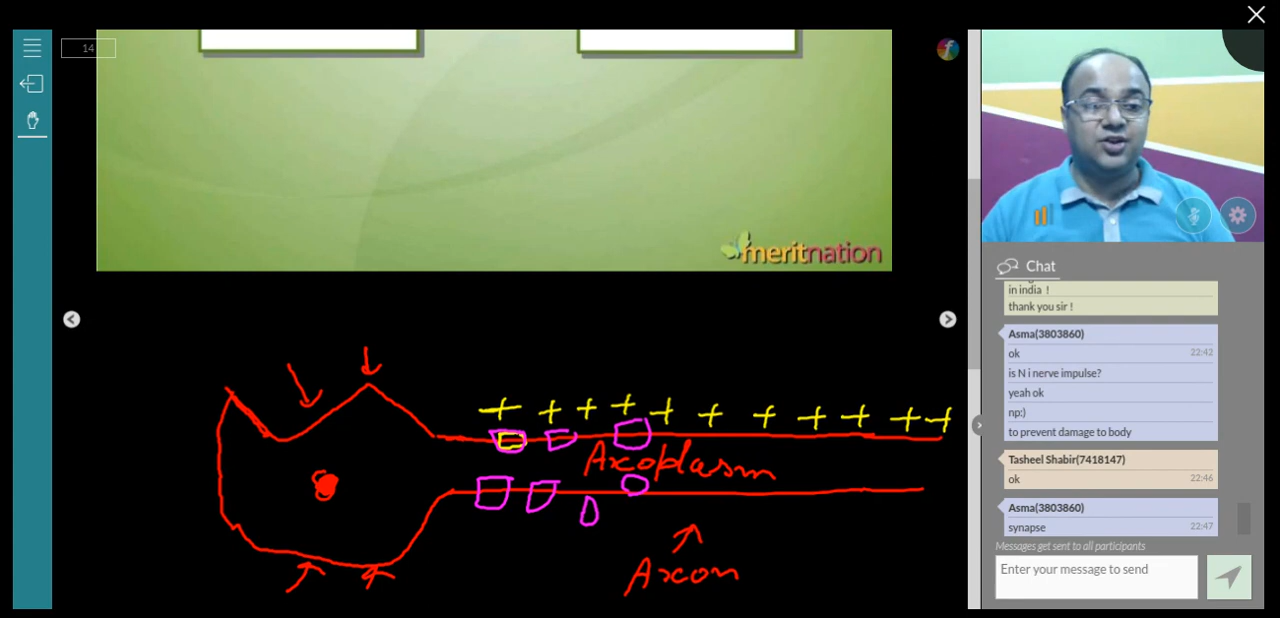 14
meritnation
Axoplasm
Axon
Chat
in india !
thank you sir !
Asma(3803860)
ok 22:42
is N i nerve impulse?
yeah ok
np:)
to prevent damage to body
Tasheel Shabir(7418147)
ok 22:46
Asma(3803860)
synapse 22:47
Messages get sent to all participants
Enter your message to send